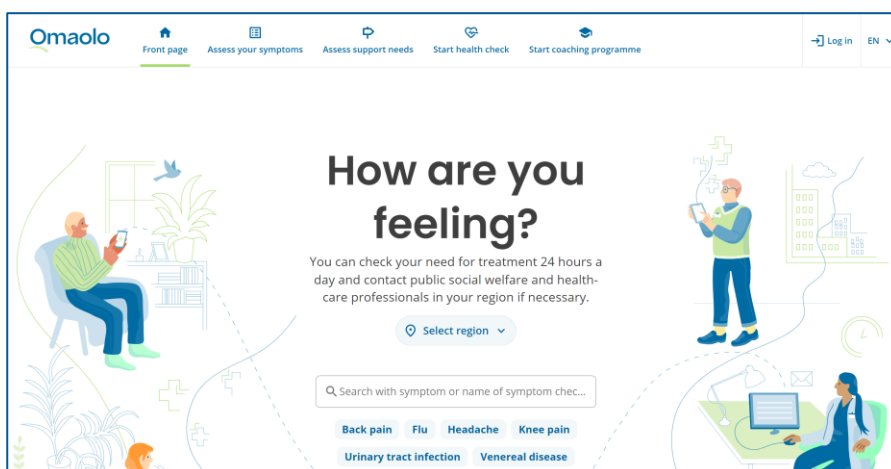 Omaolo
Front page
Assess your symptoms
Assess support needs
Start health check
Start coaching programme
Log in
EN
How are you
feeling?
You can check your need for treatment 24 hours a
day and contact public social welfare and health-
care professionals in your region if necessary.
Select region
Search with symptom or name of symptom chec...
Back pain Flu Headache Knee pain
Urinary tract infection Venereal disease